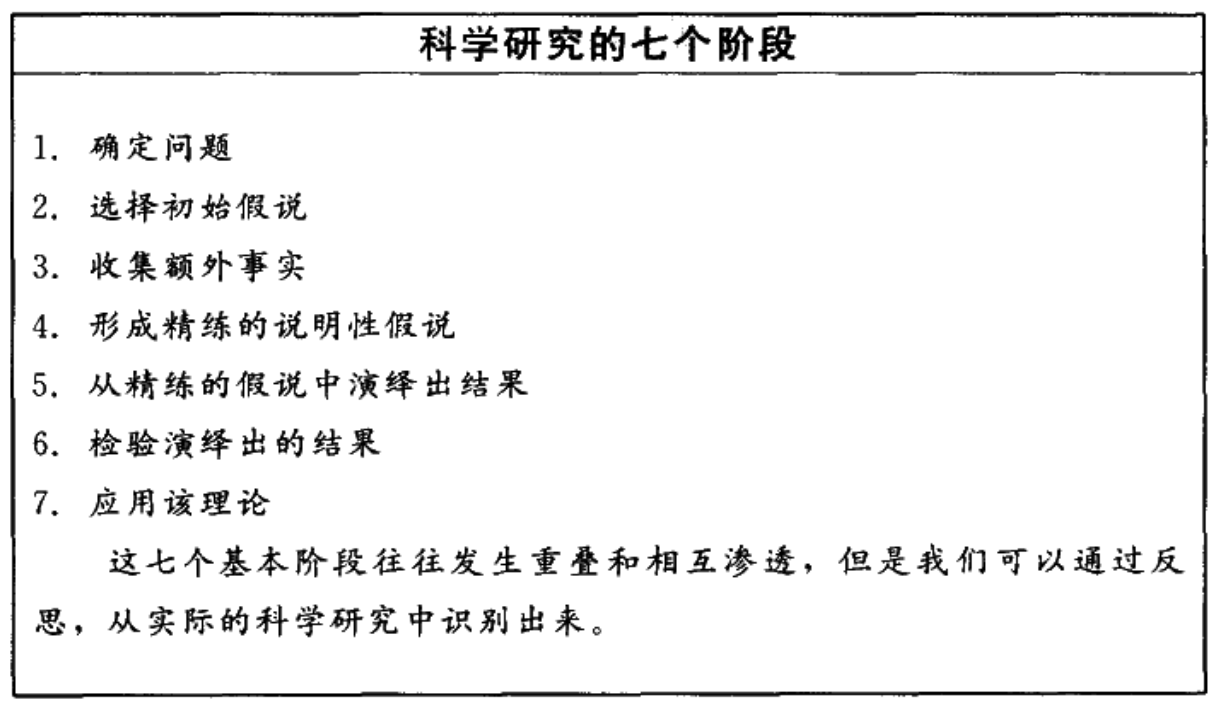 科学研究的七个阶段
1. 确定问题
2. 选择初始假说
3. 收集额外事实
4. 形成精练的说明性假说
5. 从精练的假说中演绎出结果
6. 检验演绎出的结果
7. 应用该理论
这七个基本阶段往往发生重叠和相互渗透，但是我们可以通过反
思，从实际的科学研究中识别出来。